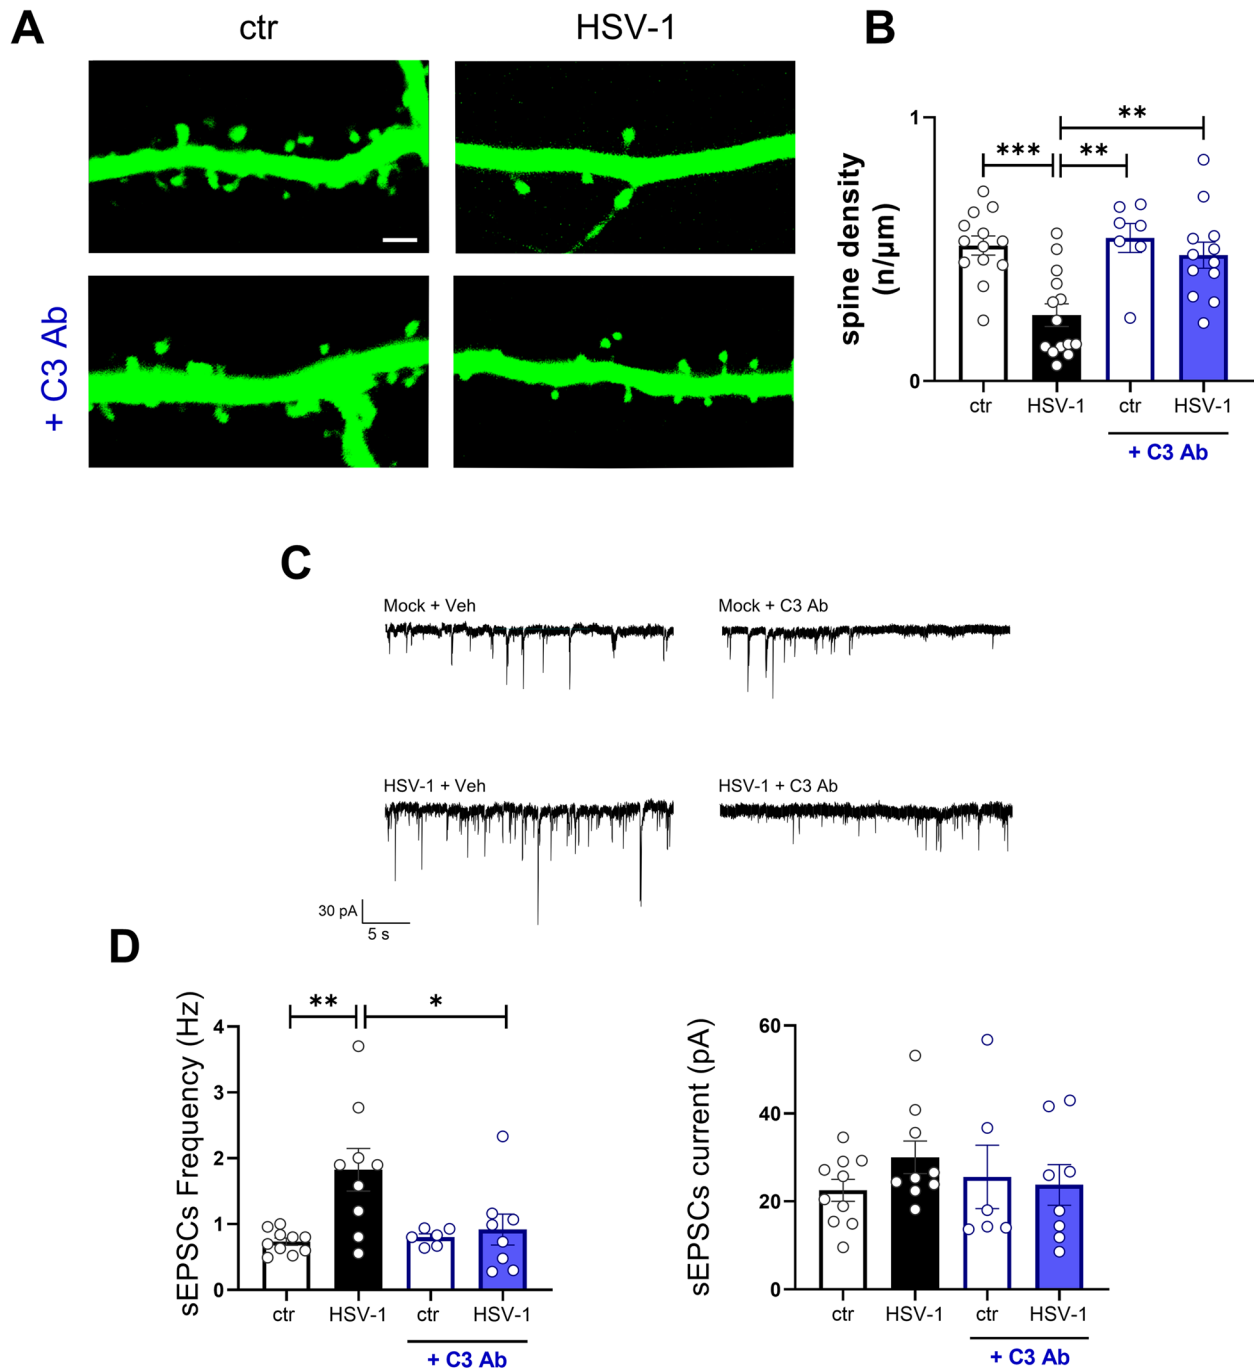 A
ctr
HSV-1
+ C3 Ab
B
spine density
(n/μm)
1
0
***
**
**
ctr
HSV-1
ctr
HSV-1
+ C3 Ab
C
Mock + Veh
Mock + C3 Ab
HSV-1 + Veh
HSV-1 + C3 Ab
30 pA
5 s
D
sEPSCs Frequency (Hz)
4
3
2
1
0
**
*
ctr
HSV-1
ctr
HSV-1
+ C3 Ab
sEPSCs current (pA)
60
40
20
0
ctr
HSV-1
ctr
HSV-1
+ C3 Ab